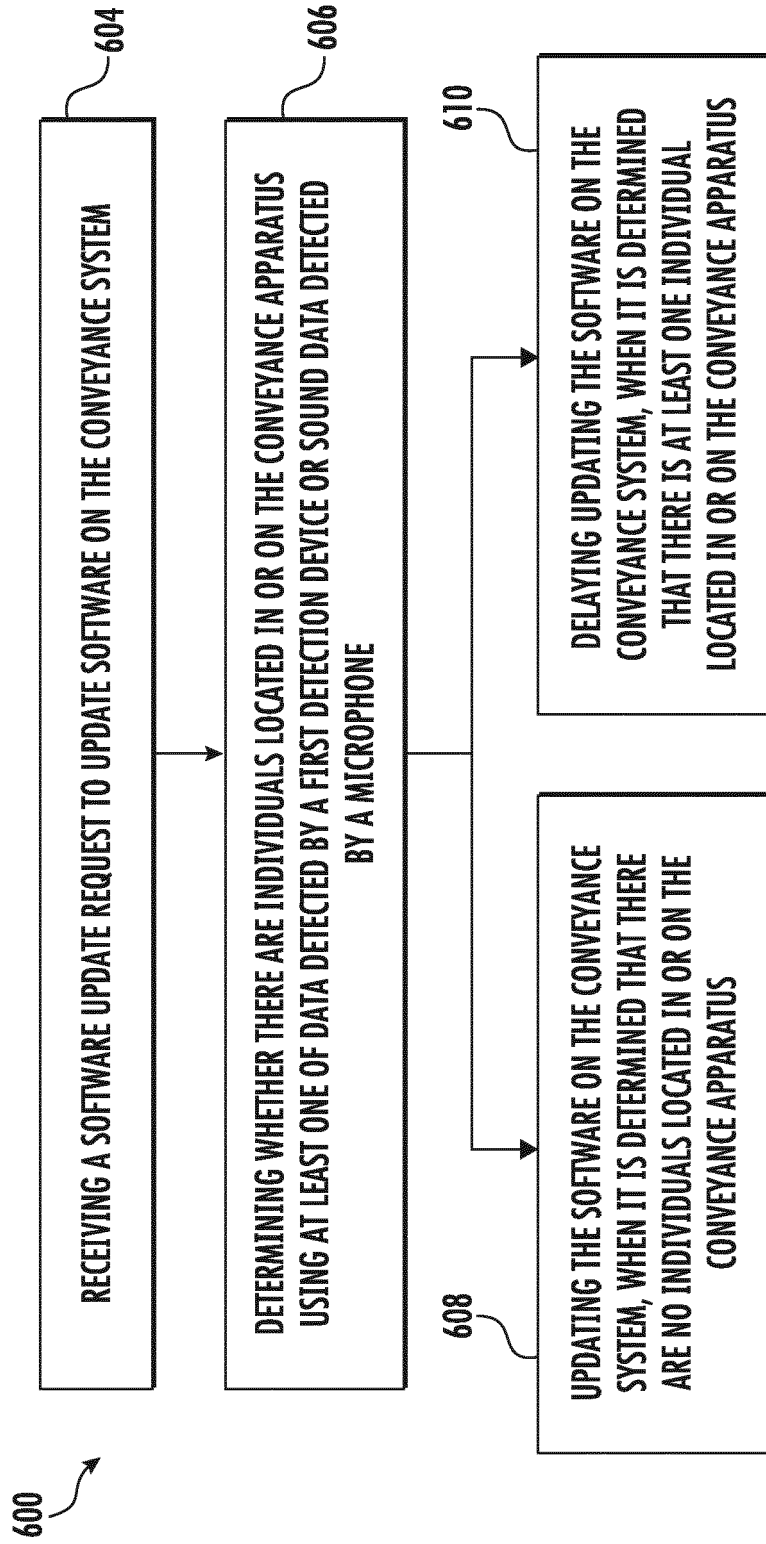 600
604
RECEIVING A SOFTWARE UPDATE REQUEST TO UPDATE SOFTWARE ON THE CONVEYANCE SYSTEM
606
DETERMINING WHETHER THERE ARE INDIVIDUALS LOCATED IN OR ON THE CONVEYANCE APPARATUS
USING AT LEAST ONE OF DATA DETECTED BY A FIRST DETECTION DEVICE OR SOUND DATA DETECTED
BY A MICROPHONE
608
UPDATING THE SOFTWARE ON THE CONVEYANCE
SYSTEM, WHEN IT IS DETERMINED THAT THERE
ARE NO INDIVIDUALS LOCATED IN OR ON THE
CONVEYANCE APPARATUS
610
DELAYING UPDATING THE SOFTWARE ON THE
CONVEYANCE SYSTEM, WHEN IT IS DETERMINED
THAT THERE IS AT LEAST ONE INDIVIDUAL
LOCATED IN OR ON THE CONVEYANCE APPARATUS